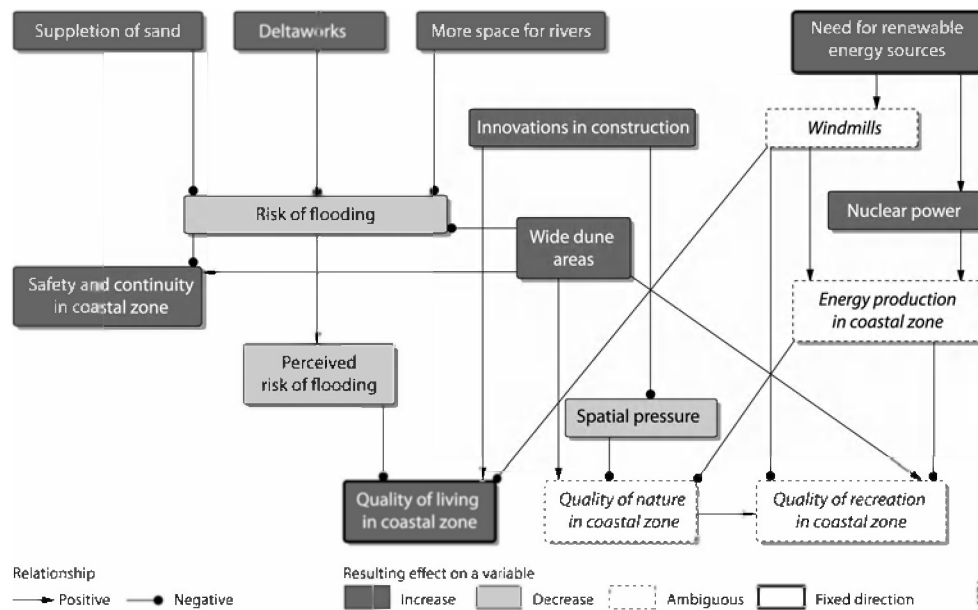 Suppletion of sand
Deltaworks
More space for rivers
Need for renewable
energy sources
Innovations in construction
Windmills
Risk of flooding
Wide dune
areas
Nuclear power
Safety and continuity
in coastal zone
Energy production
in coastal zone
Perceived
risk of flooding
Spatial pressure
Quality of living
in coastal zone
Quality of nature
in coastal zone
Quality of recreation
in coastal zone
Relationship
Positive
Negative
Resulting effect on a variable
Increase
Decrease
Ambiguous
Fixed direction